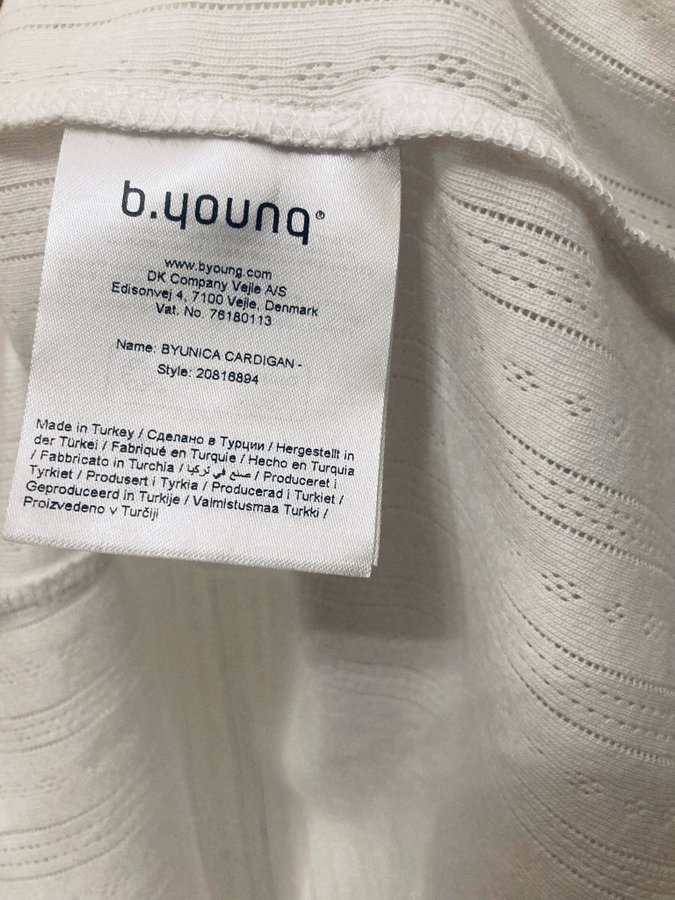 b.young®
www.byoung.com
DK Company Vejle A/S
Edisonvej 4, 7100 Vejle, Denmark
Vat. No. 76180113
Name: BYUNICA CARDIGAN -
Style: 20816894
Made in Turkey / Сделано в Турции / Hergestellt in
der Türkei / Fabriqué en Turquie / Hecho en Turquia
/ Fabbricato in Turchia / صنع في تركيا / Produceret i
Tyrkiet / Produsert i Tyrkia / Producerad i Turkiet /
Geproduceerd in Turkije / Valmistusmaa Turkki /
Proizvedeno v Turčiji